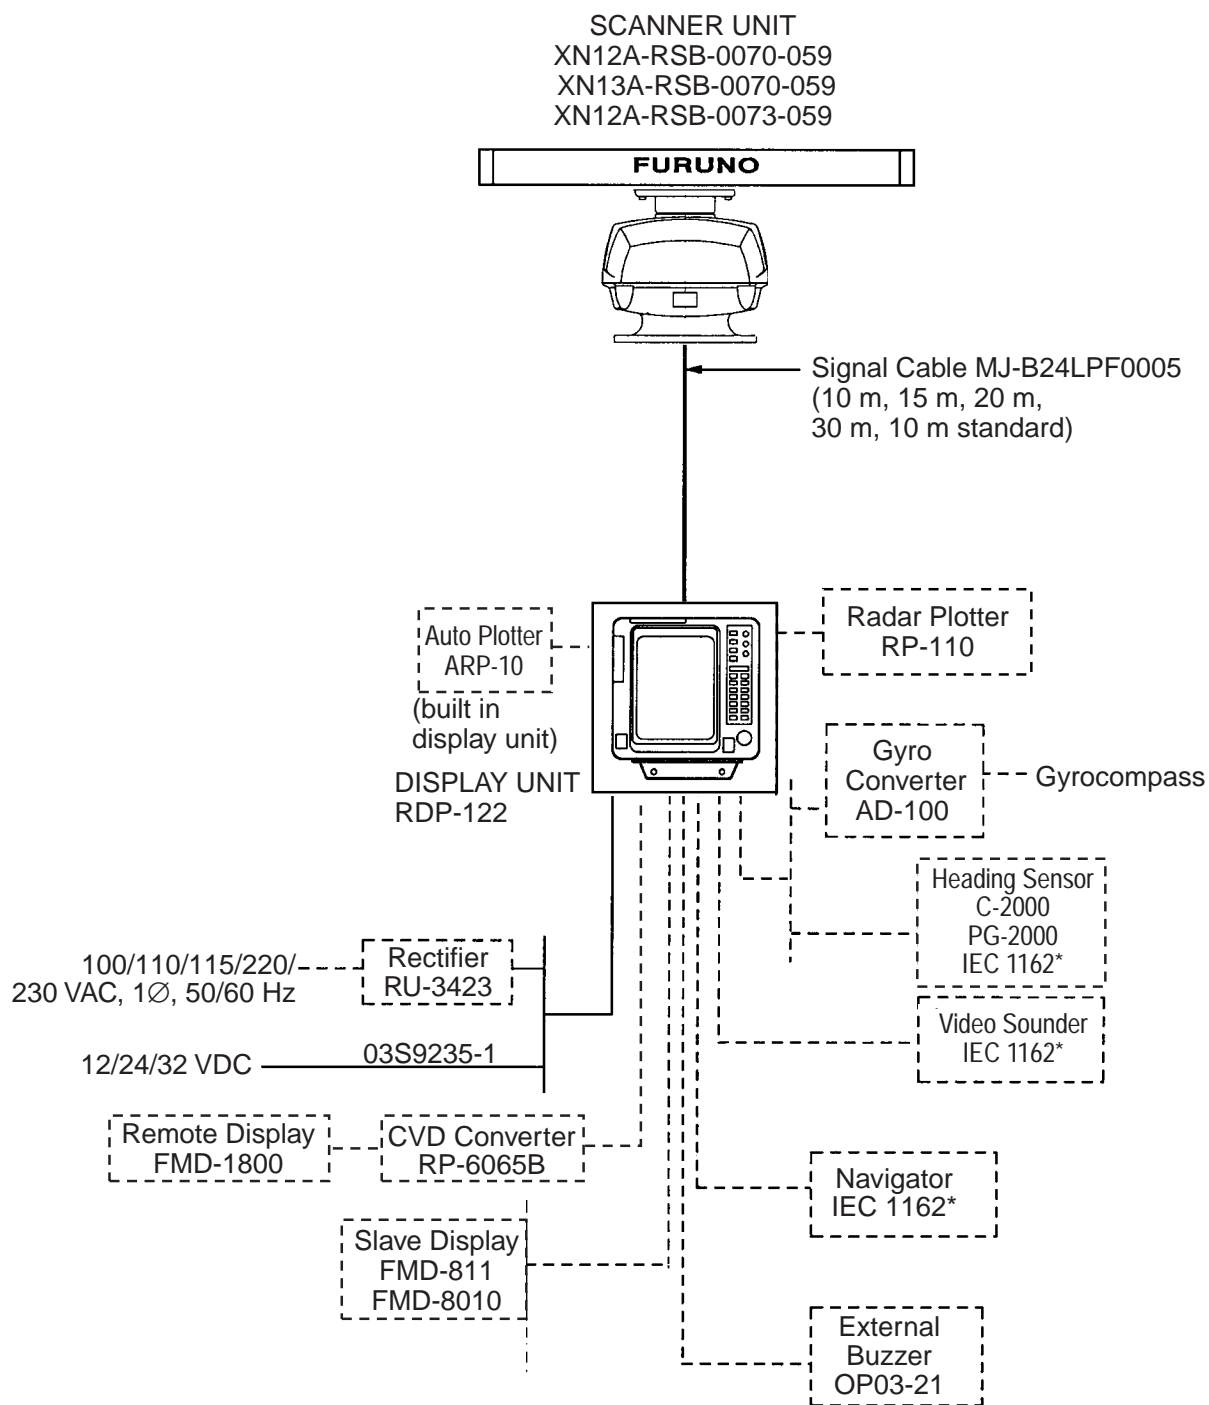 SCANNER UNIT
XN12A-RSB-0070-059
XN13A-RSB-0070-059
XN12A-RSB-0073-059
FURUNO
Signal Cable MJ-B24LPF0005
(10 m, 15 m, 20 m,
30 m, 10 m standard)
Auto Plotter
ARP-10
(built in
display unit)
Radar Plotter
RP-110
DISPLAY UNIT
RDP-122
Gyro
Converter
AD-100
Gyrocompass
Heading Sensor
C-2000
PG-2000
IEC 1162*
100/110/115/220/
230 VAC, 1∅, 50/60 Hz
Rectifier
RU-3423
Video Sounder
IEC 1162*
12/24/32 VDC
03S9235-1
Remote Display
FMD-1800
CVD Converter
RP-6065B
Navigator
IEC 1162*
Slave Display
FMD-811
FMD-8010
External
Buzzer
OP03-21